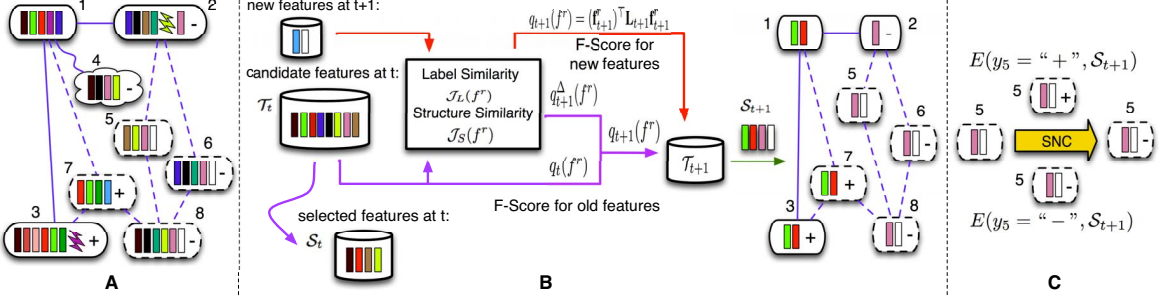 1
2
-
4
-
5
-
6
-
7
+
3
+
8
-
A
new features at t+1:
candidate features at t:
𝒯_t
Label Similarity
𝒥_L(f^r)
Structure Similarity
𝒥_S(f^r)
q_{t+1}(f^r) = (f^r_{t+1})^⊤ L_{t+1} f^r_{t+1}
F-Score for
new features
q^Δ_{t+1}(f^r)
q_{t+1}(f^r)
q_t(f^r)
𝒯_{t+1}
F-Score for old features
selected features at t:
𝒮_t
𝒮_{t+1}
B
1
2
-
5
-
6
-
7
+
3
+
8
-
E(y_5 = “+”, 𝒮_{t+1})
5
+
5
-
SNC
5
-
5
-
E(y_5 = “−”, 𝒮_{t+1})
C